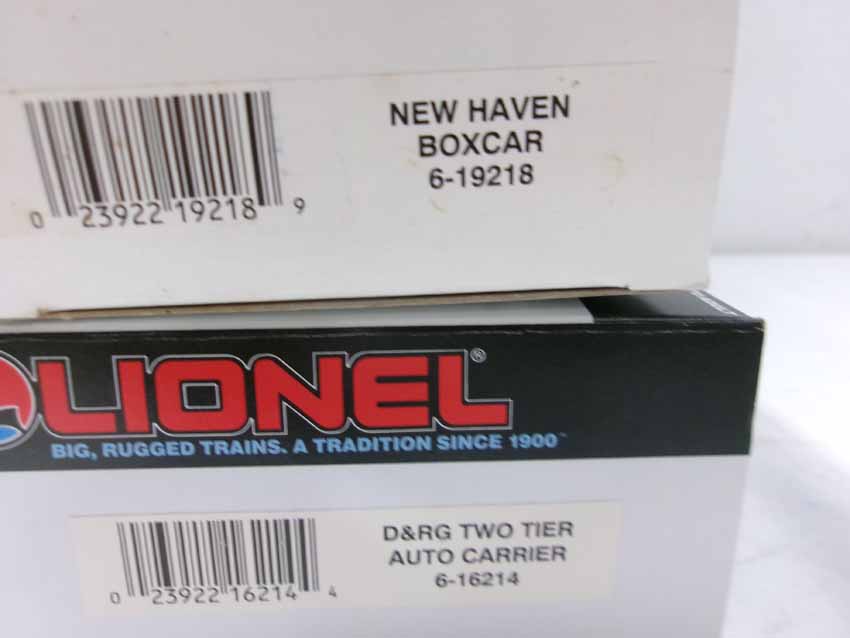 NEW HAVEN
BOXCAR
6-19218
0 23922 19218 9
LIONEL®
BIG, RUGGED TRAINS. A TRADITION SINCE 1900™
D&RG TWO TIER
AUTO CARRIER
6-16214
0 23922 16214 4